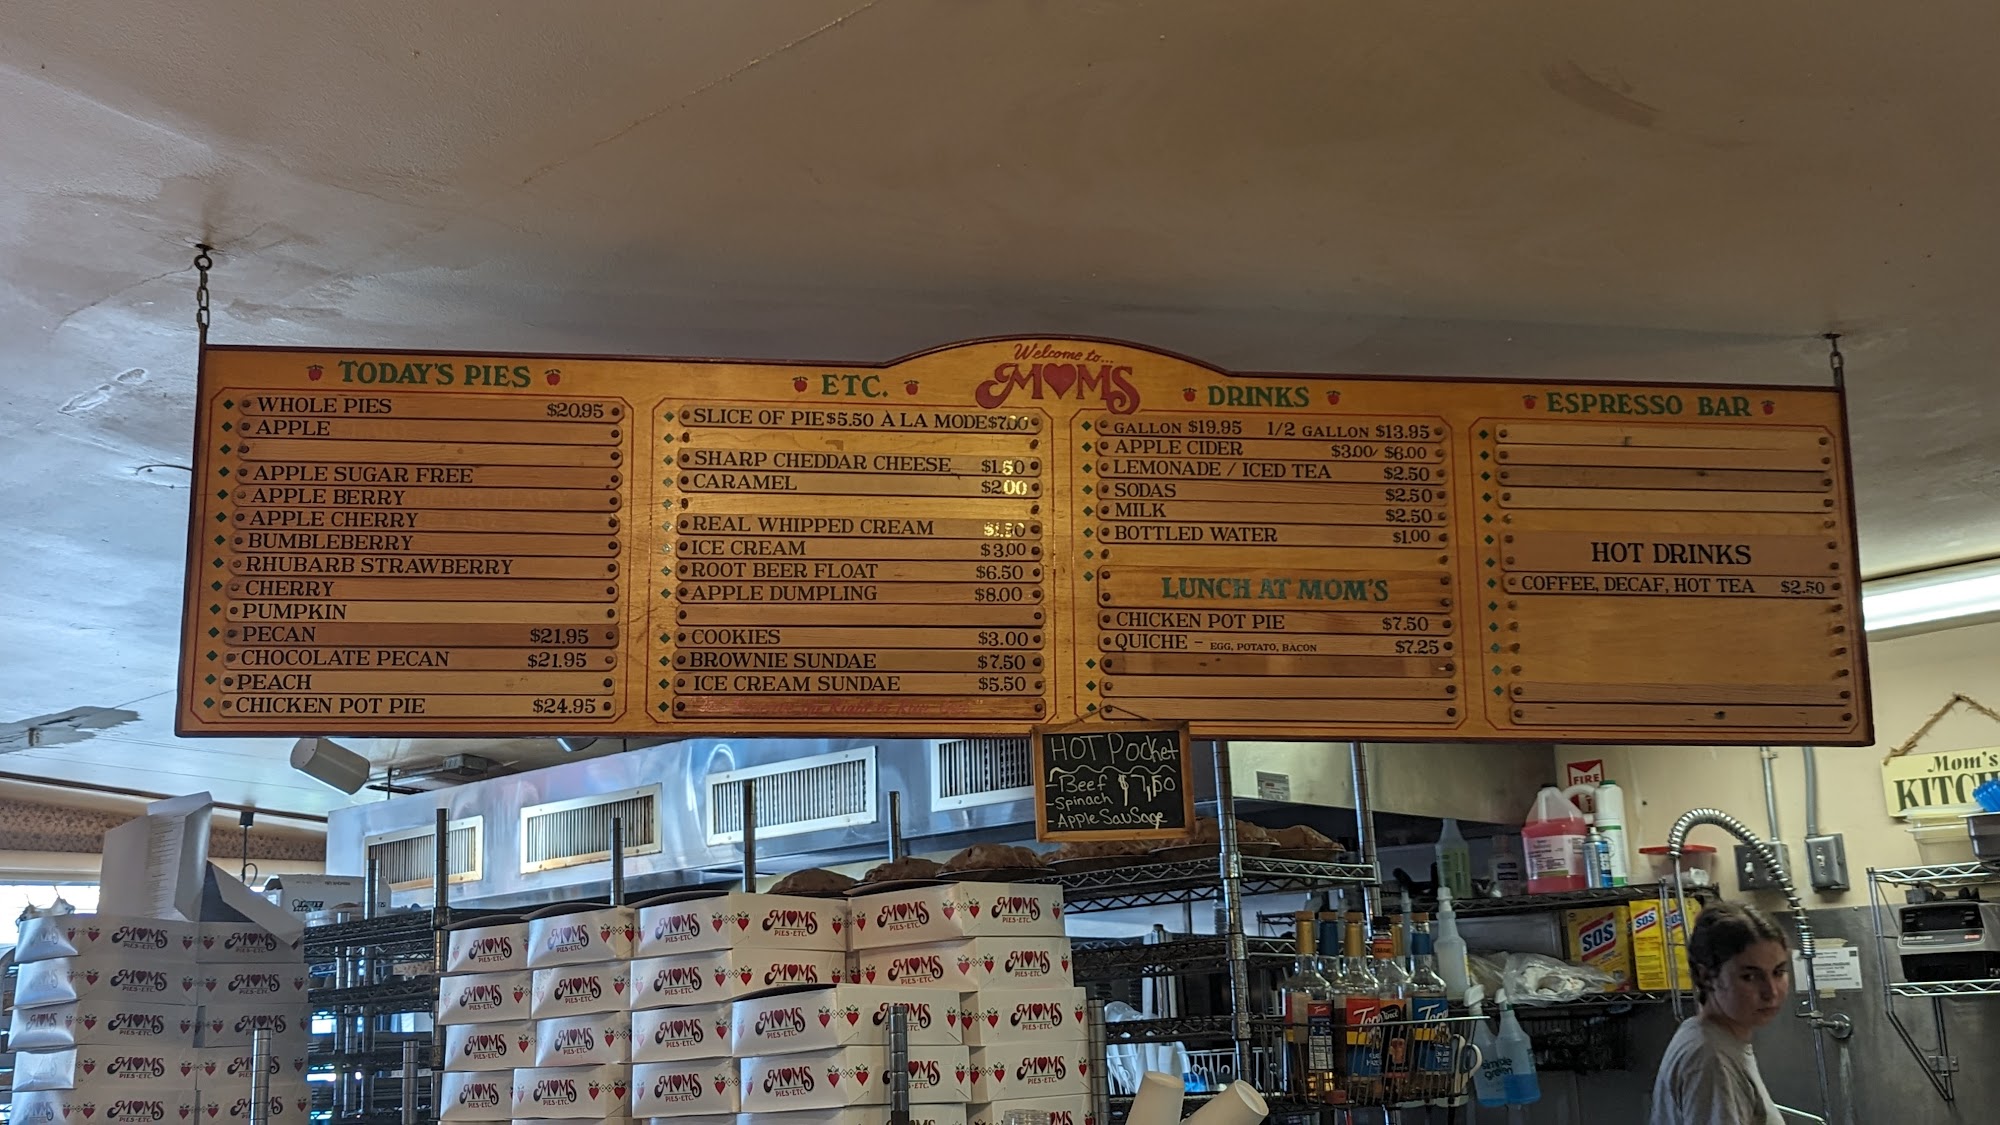 Welcome to...
MOMS
TODAY'S PIES
WHOLE PIES $20.95
APPLE
APPLE SUGAR FREE
APPLE BERRY
APPLE CHERRY
BUMBLEBERRY
RHUBARB STRAWBERRY
CHERRY
PUMPKIN
PECAN $21.95
CHOCOLATE PECAN $21.95
PEACH
CHICKEN POT PIE $24.95
ETC.
SLICE OF PIE $5.50 À LA MODE $7.00
SHARP CHEDDAR CHEESE $1.50
CARAMEL $2.00
REAL WHIPPED CREAM $1.50
ICE CREAM $3.00
ROOT BEER FLOAT $6.50
APPLE DUMPLING $8.00
COOKIES $3.00
BROWNIE SUNDAE $7.50
ICE CREAM SUNDAE $5.50
DRINKS
GALLON $19.95 1/2 GALLON $13.95
APPLE CIDER $3.00/ $6.00
LEMONADE / ICED TEA $2.50
SODAS $2.50
MILK $2.50
BOTTLED WATER $1.00
LUNCH AT MOM'S
CHICKEN POT PIE $7.50
QUICHE - EGG, POTATO, BACON $7.25
ESPRESSO BAR
HOT DRINKS
COFFEE, DECAF, HOT TEA $2.50
HOT Pocket
-Beef $7.50
-Spinach
-Apple Sausage
FIRE
Mom's
SOS
SOS
MOMS
PIES-ETC.